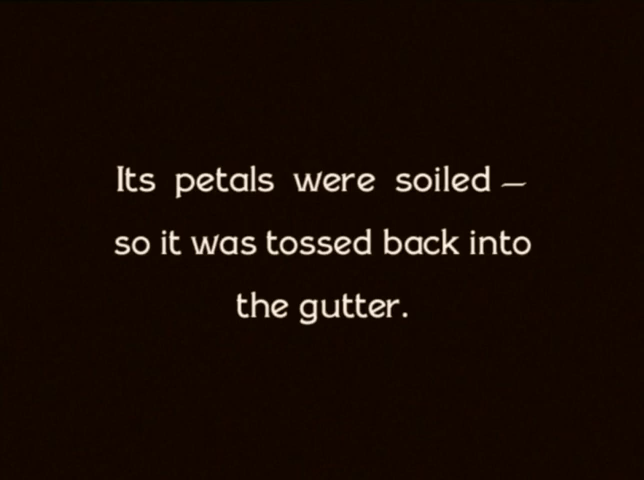 Its petals were soiled —
so it was tossed back into
the gutter.